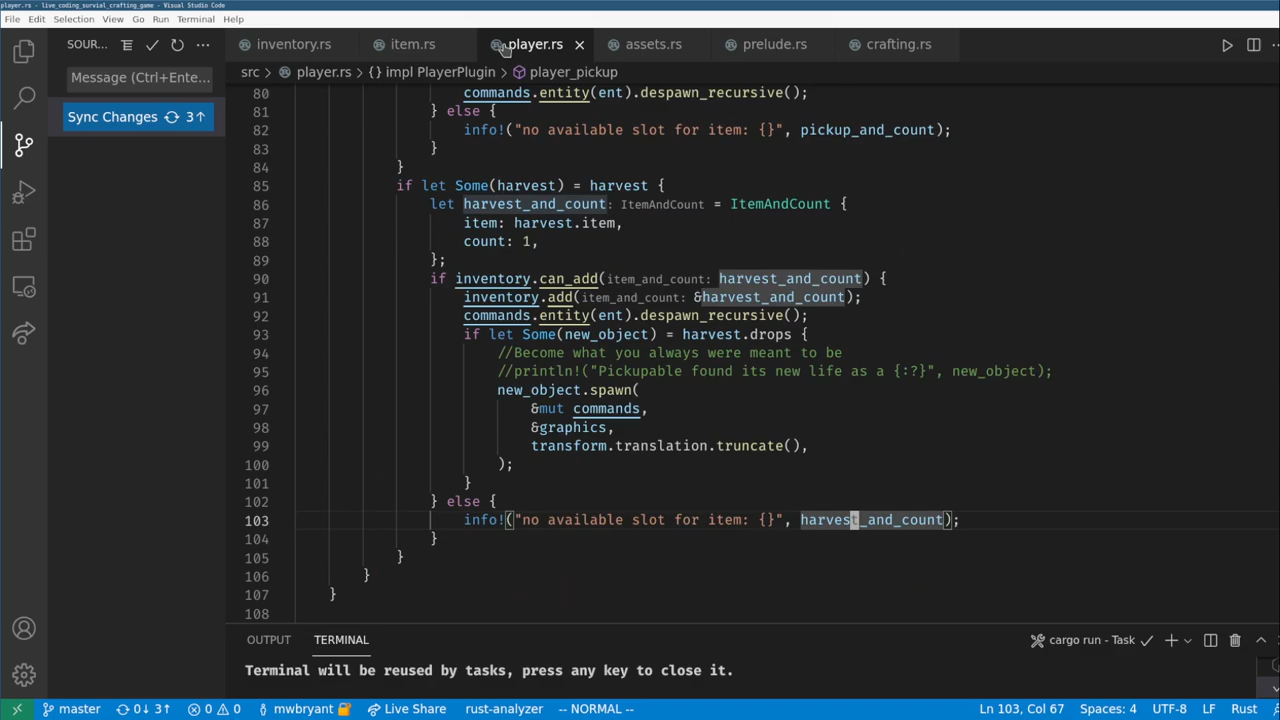 player.rs - live_coding_survial_crafting_game - Visual Studio Code
File Edit Selection View Go Run Terminal Help
SOUR...
inventory.rs item.rs player.rs assets.rs prelude.rs crafting.rs
src > player.rs > {} impl PlayerPlugin > player_pickup
Message (Ctrl+Ente...
Sync Changes 3↑
80 commands.entity(ent).despawn_recursive();
81 } else {
82 info!("no available slot for item: {}", pickup_and_count);
83 }
84 }
85 if let Some(harvest) = harvest {
86 let harvest_and_count: ItemAndCount = ItemAndCount {
87 item: harvest.item,
88 count: 1,
89 };
90 if inventory.can_add(item_and_count: harvest_and_count) {
91 inventory.add(item_and_count: &harvest_and_count);
92 commands.entity(ent).despawn_recursive();
93 if let Some(new_object) = harvest.drops {
94 //Become what you always were meant to be
95 //println!("Pickupable found its new life as a {:?}", new_object);
96 new_object.spawn(
97 &mut commands,
98 &graphics,
99 transform.translation.truncate(),
100 );
101 }
102 } else {
103 info!("no available slot for item: {}", harvest_and_count);
104 }
105 }
106 }
107 }
108
OUTPUT TERMINAL cargo run - Task
Terminal will be reused by tasks, press any key to close it.
master 0↓ 3↑ 0 0 mwbryant Live Share rust-analyzer -- NORMAL -- Ln 103, Col 67 Spaces: 4 UTF-8 LF Rust